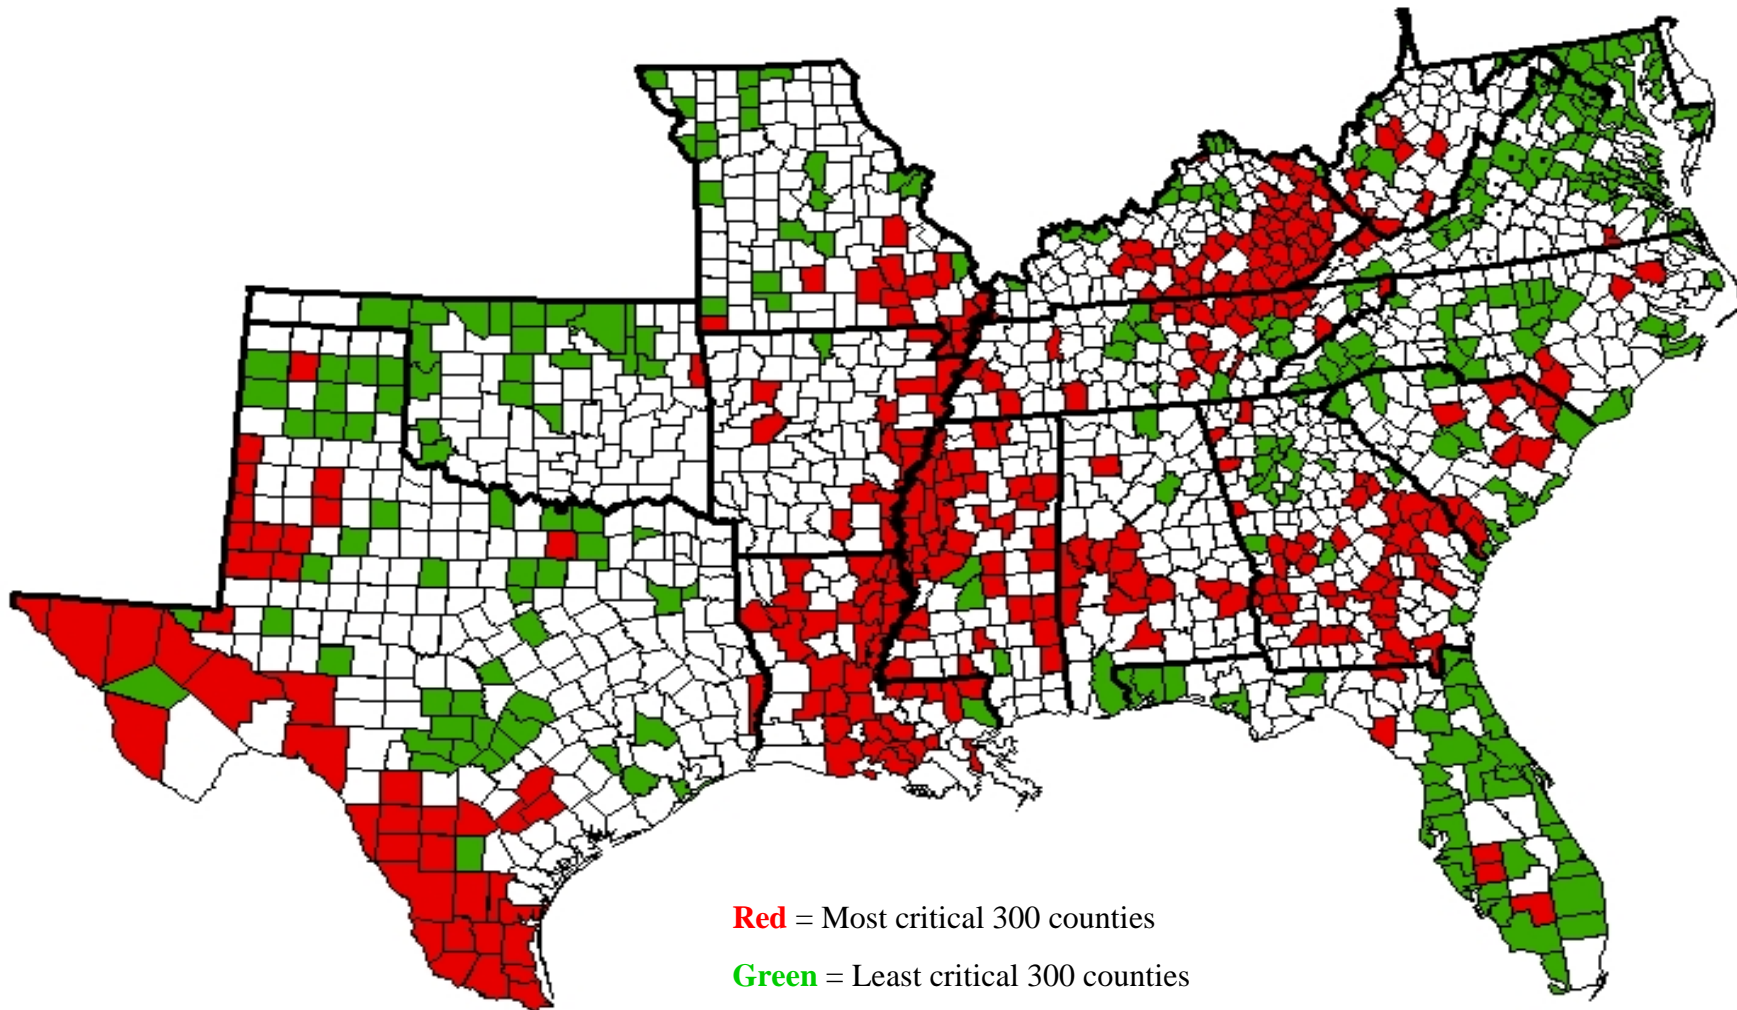 Red = Most critical 300 counties
Green = Least critical 300 counties